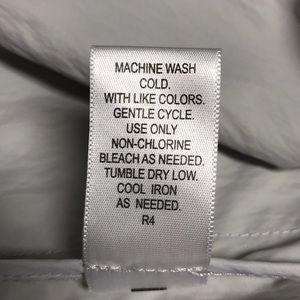 MACHINE WASH
COLD.
WITH LIKE COLORS.
GENTLE CYCLE.
USE ONLY
NON-CHLORINE
BLEACH AS NEEDED.
TUMBLE DRY LOW.
COOL IRON
AS NEEDED.
R4